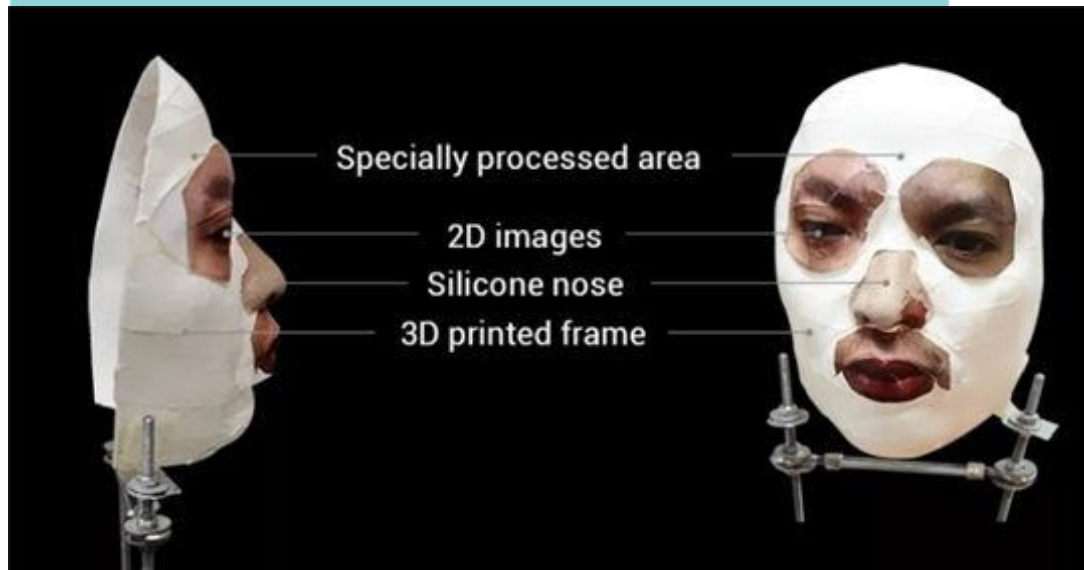 Specially processed area
2D images
Silicone nose
3D printed frame